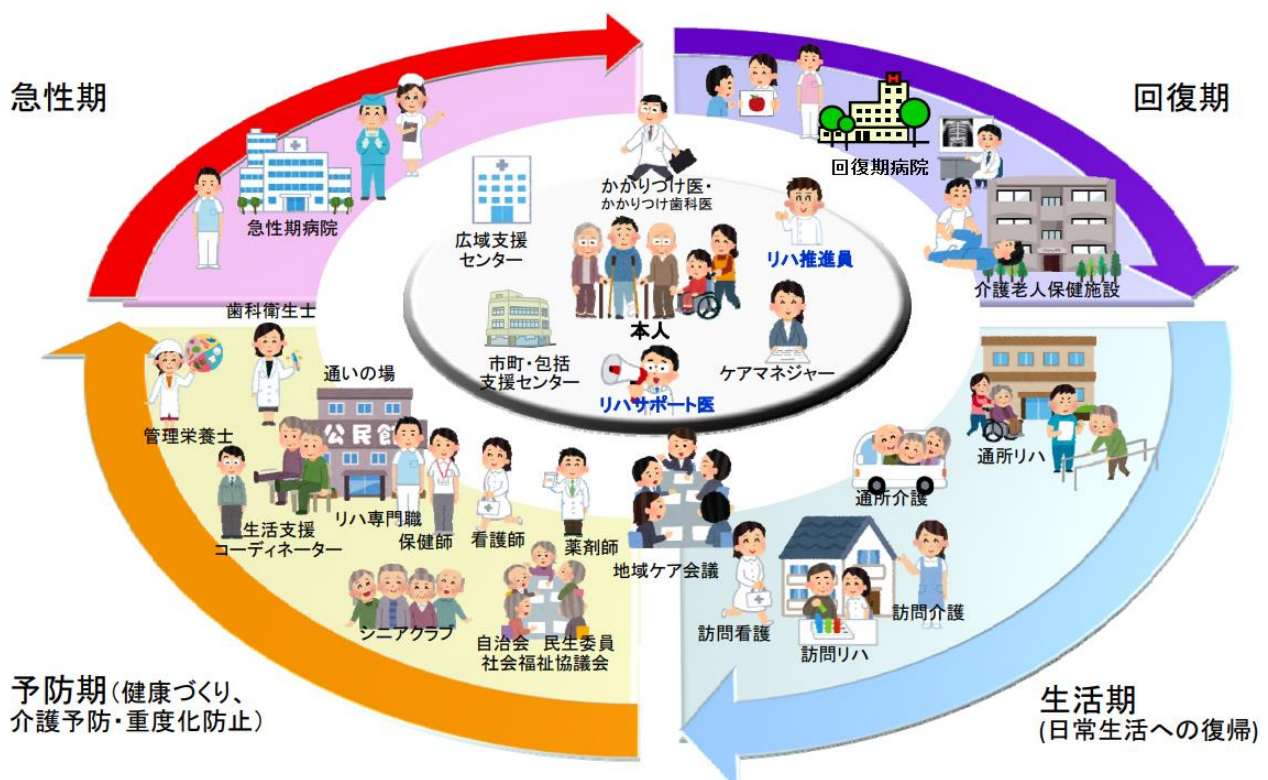 急性期
回復期
急性期病院
回復期病院
介護老人保健施設
かかりつけ医・
かかりつけ歯科医
広域支援
センター
リハ推進員
本人
市町・包括
支援センター
ケアマネジャー
リハサポート医
歯科衛生士
管理栄養士
通いの場
公民館
生活支援
コーディネーター
リハ専門職
保健師
看護師
薬剤師
地域ケア会議
シニアクラブ
自治会 民生委員
社会福祉協議会
通所リハ
通所介護
訪問看護
訪問リハ
訪問介護
予防期(健康づくり、
介護予防・重度化防止)
生活期
(日常生活への復帰)
H